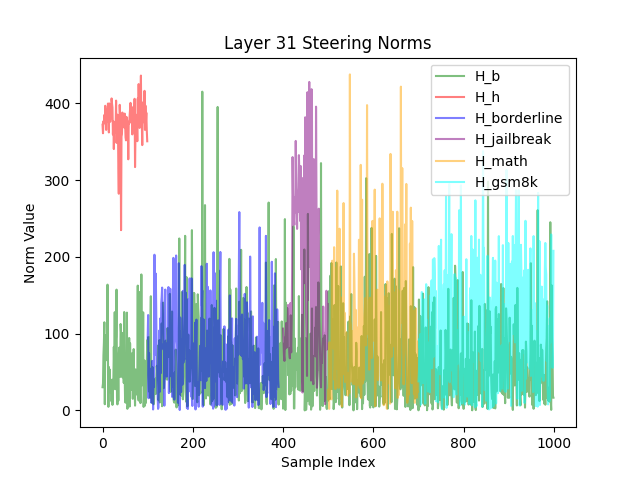 Layer 31 Steering Norms
Norm Value
400
300
200
100
0
H_b
H_h
H_borderline
H_jailbreak
H_math
H_gsm8k
0
200
400
600
800
1000
Sample Index